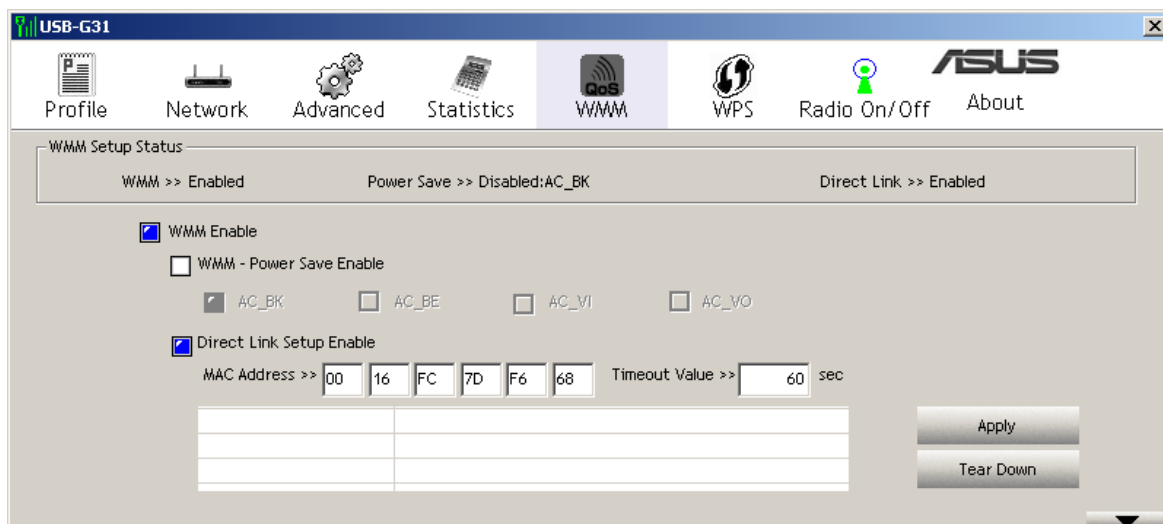 USB-G31
Profile Network Advanced Statistics QoS WMM WPS Radio On/Off ASUS About
WMM Setup Status
WMM >> Enabled Power Save >> Disabled:AC_BK Direct Link >> Enabled
WMM Enable
WMM - Power Save Enable
AC_BK AC_BE AC_VI AC_VO
Direct Link Setup Enable
MAC Address >> 00 16 FC 7D F6 68 Timeout Value >> 60 sec
Apply
Tear Down